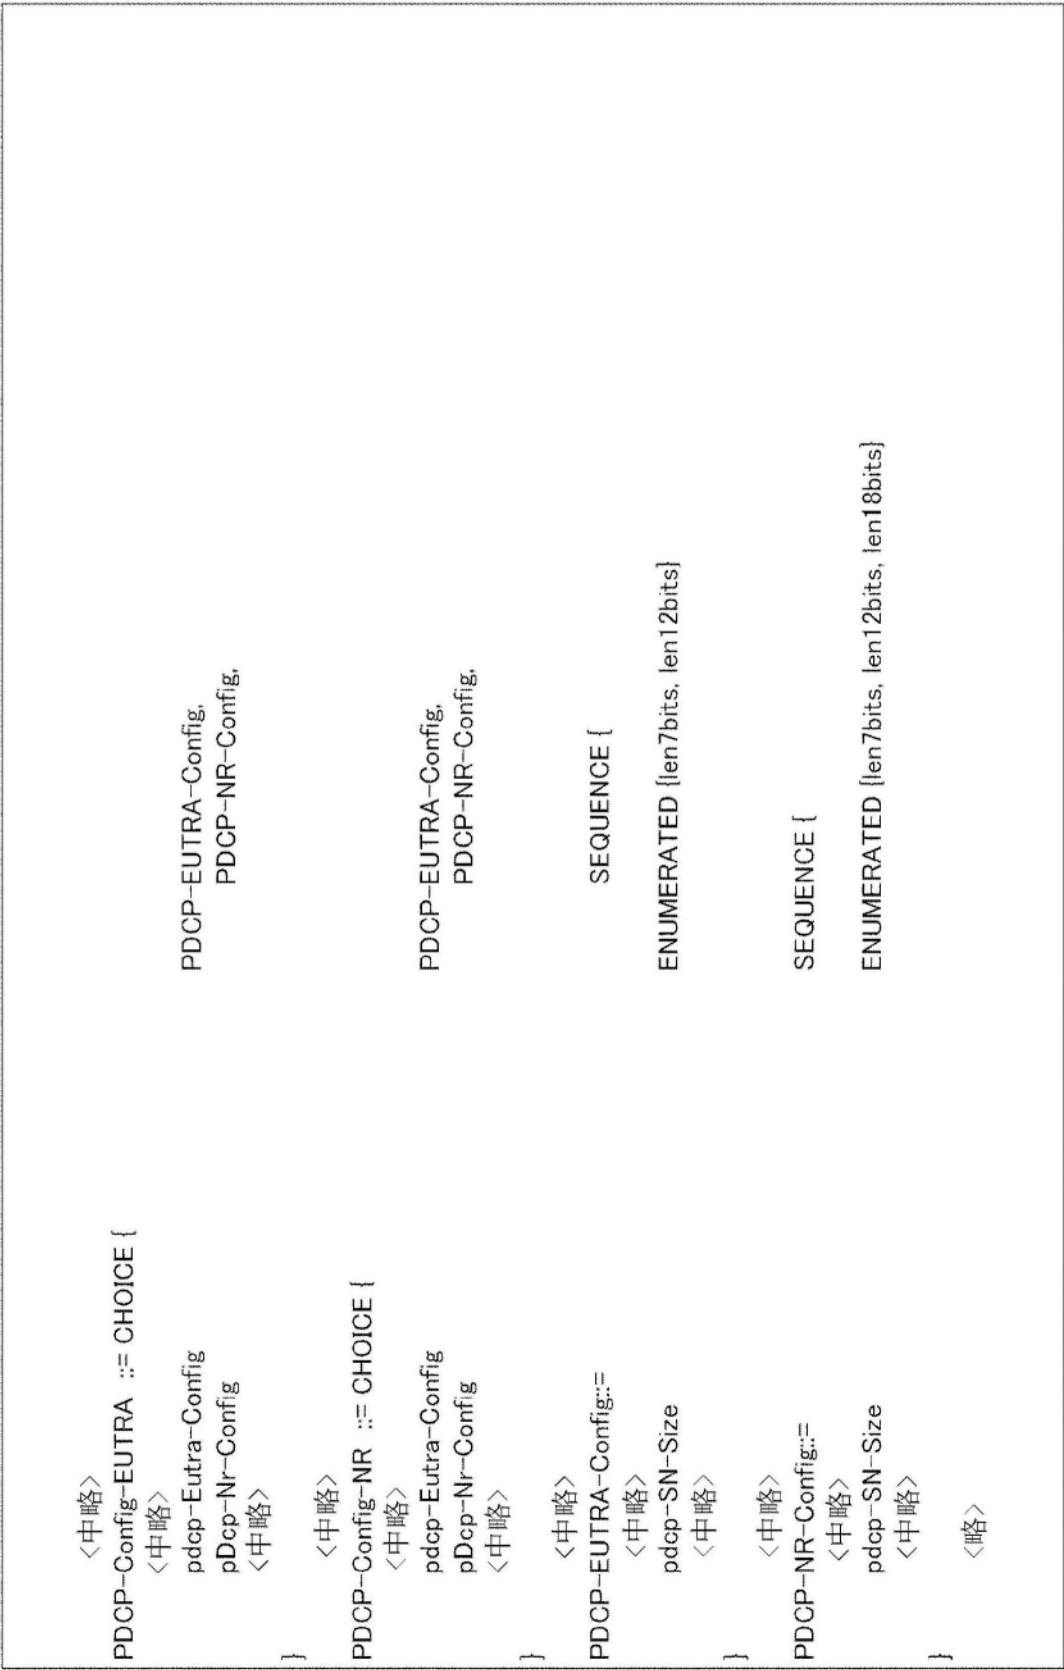 <中略>
PDCP-Config-EUTRA ::= CHOICE {
<中略>
pdcp-Eutra-Config PDCP-EUTRA-Config,
pDcp-Nr-Config PDCP-NR-Config,
<中略>
}
<中略>
PDCP-Config-NR ::= CHOICE {
<中略>
pdcp-Eutra-Config PDCP-EUTRA-Config,
pDcp-Nr-Config PDCP-NR-Config,
<中略>
}
<中略>
PDCP-EUTRA-Config::= SEQUENCE {
<中略>
pdcp-SN-Size ENUMERATED {len7bits, len12bits}
<中略>
}
<中略>
PDCP-NR-Config::= SEQUENCE {
<中略>
pdcp-SN-Size ENUMERATED {len7bits, len12bits, len18bits}
<中略>
}
<略>